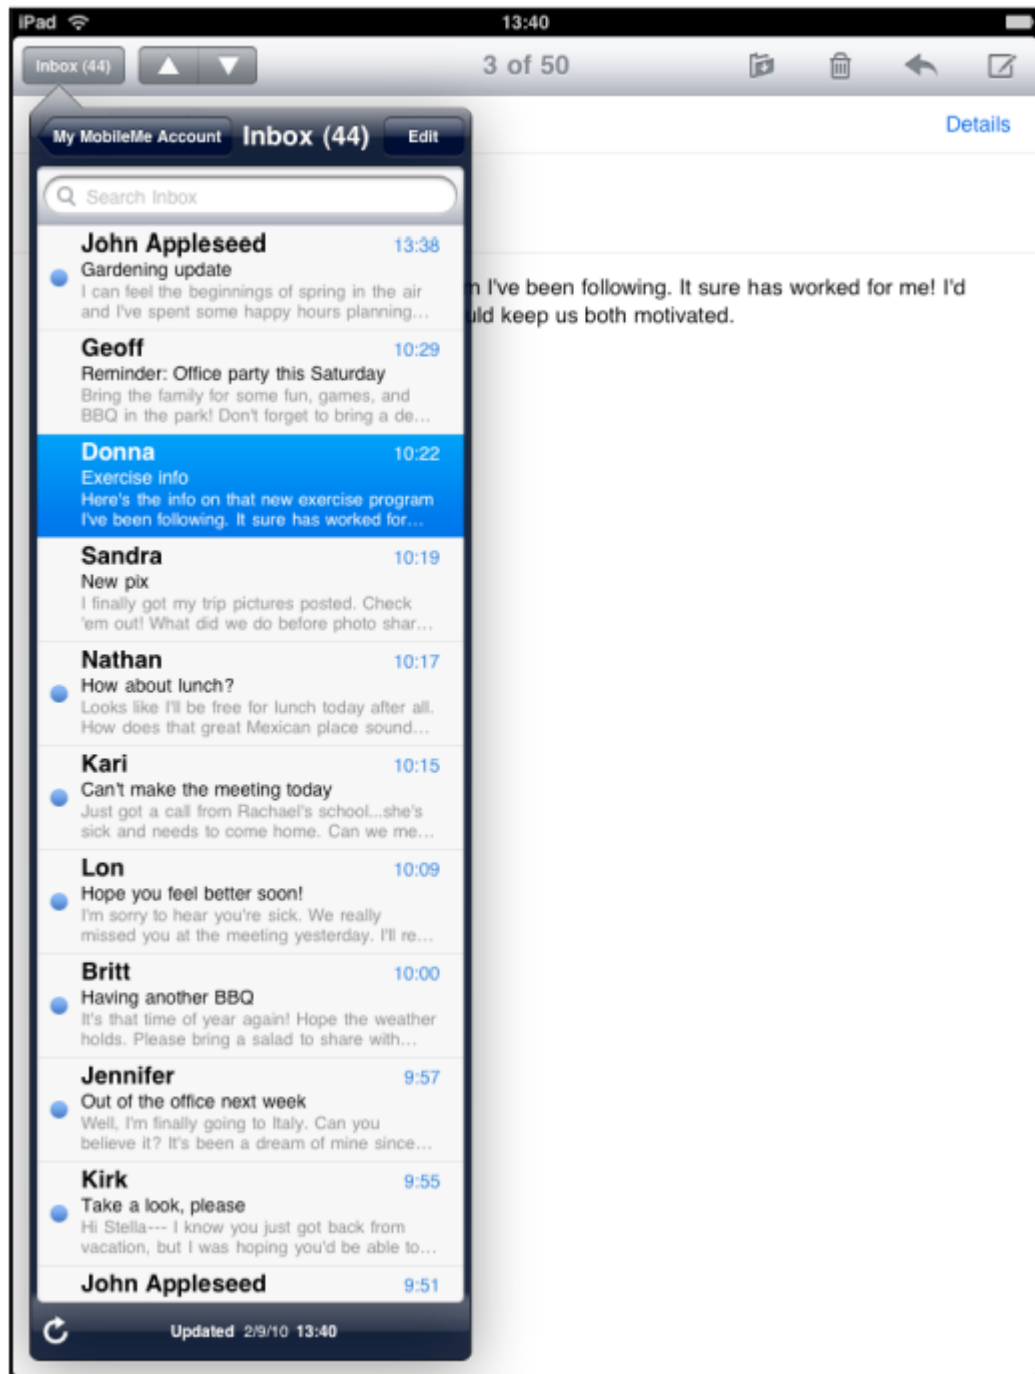 iPad 13:40
Inbox (44) 3 of 50
My MobileMe Account Inbox (44) Edit
Details
Search Inbox
John Appleseed 13:38
Gardening update
I can feel the beginnings of spring in the air
and I've spent some happy hours planning...
I've been following. It sure has worked for me! I'd
keep us both motivated.
Geoff 10:29
Reminder: Office party this Saturday
Bring the family for some fun, games, and
BBQ in the park! Don't forget to bring a de...
Donna 10:22
Exercise info
Here's the info on that new exercise program
I've been following. It sure has worked for...
Sandra 10:19
New pix
I finally got my trip pictures posted. Check
'em out! What did we do before photo shar...
Nathan 10:17
How about lunch?
Looks like I'll be free for lunch today after all.
How does that great Mexican place sound...
Kari 10:15
Can't make the meeting today
Just got a call from Rachael's school...she's
sick and needs to come home. Can we me...
Lon 10:09
Hope you feel better soon!
I'm sorry to hear you're sick. We really
missed you at the meeting yesterday. I'll re...
Britt 10:00
Having another BBQ
It's that time of year again! Hope the weather
holds. Please bring a salad to share with...
Jennifer 9:57
Out of the office next week
Well, I'm finally going to Italy. Can you
believe it? It's been a dream of mine since...
Kirk 9:55
Take a look, please
Hi Stella--- I know you just got back from
vacation, but I was hoping you'd be able to...
John Appleseed 9:51
Updated 2/9/10 13:40